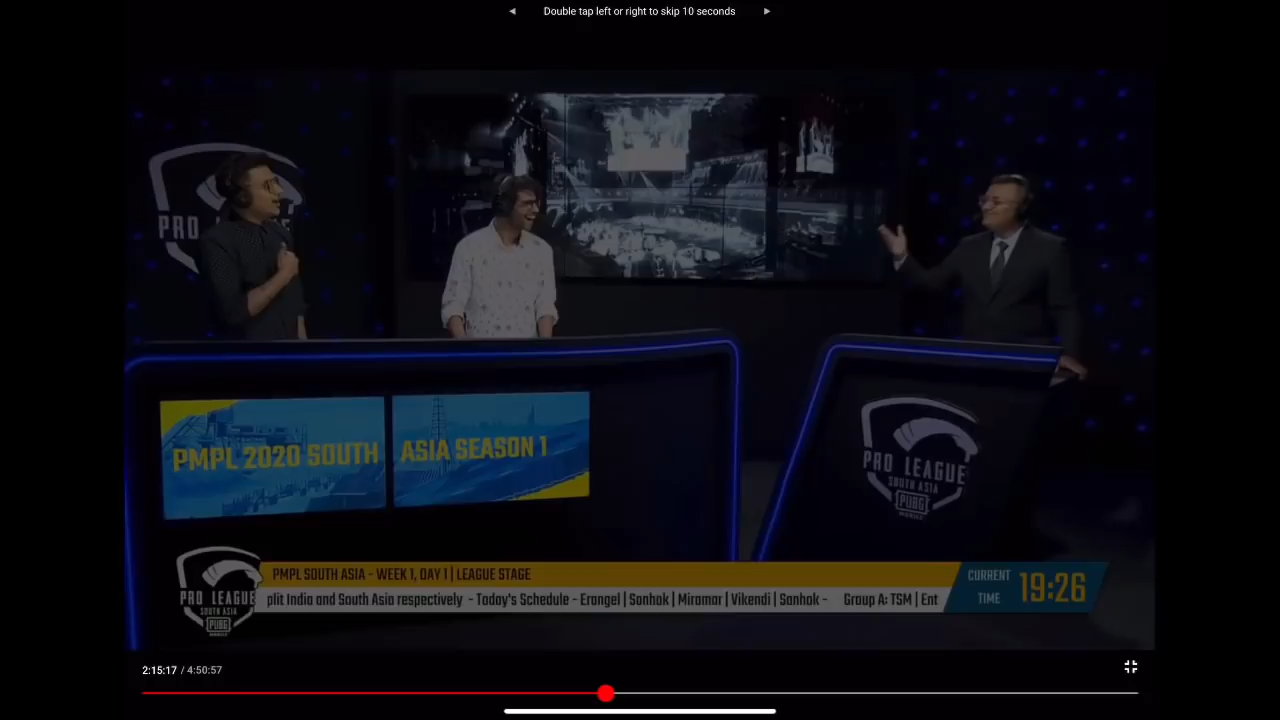 Double tap left or right to skip 10 seconds
PRO
PMPL 2020 SOUTH
ASIA SEASON 1
PRO LEAGUE
SOUTH ASIA
PUBG
MOBILE
PRO LEAGUE
SOUTH ASIA
PUBG
MOBILE
PMPL SOUTH ASIA - WEEK 1, DAY 1 | LEAGUE STAGE
plit India and South Asia respectively - Today's Schedule - Erangel | Sanhok | Miramar | Vikendi | Sanhok - Group A: TSM | Ent
CURRENT
TIME
19:26
2:15:17 / 4:50:57